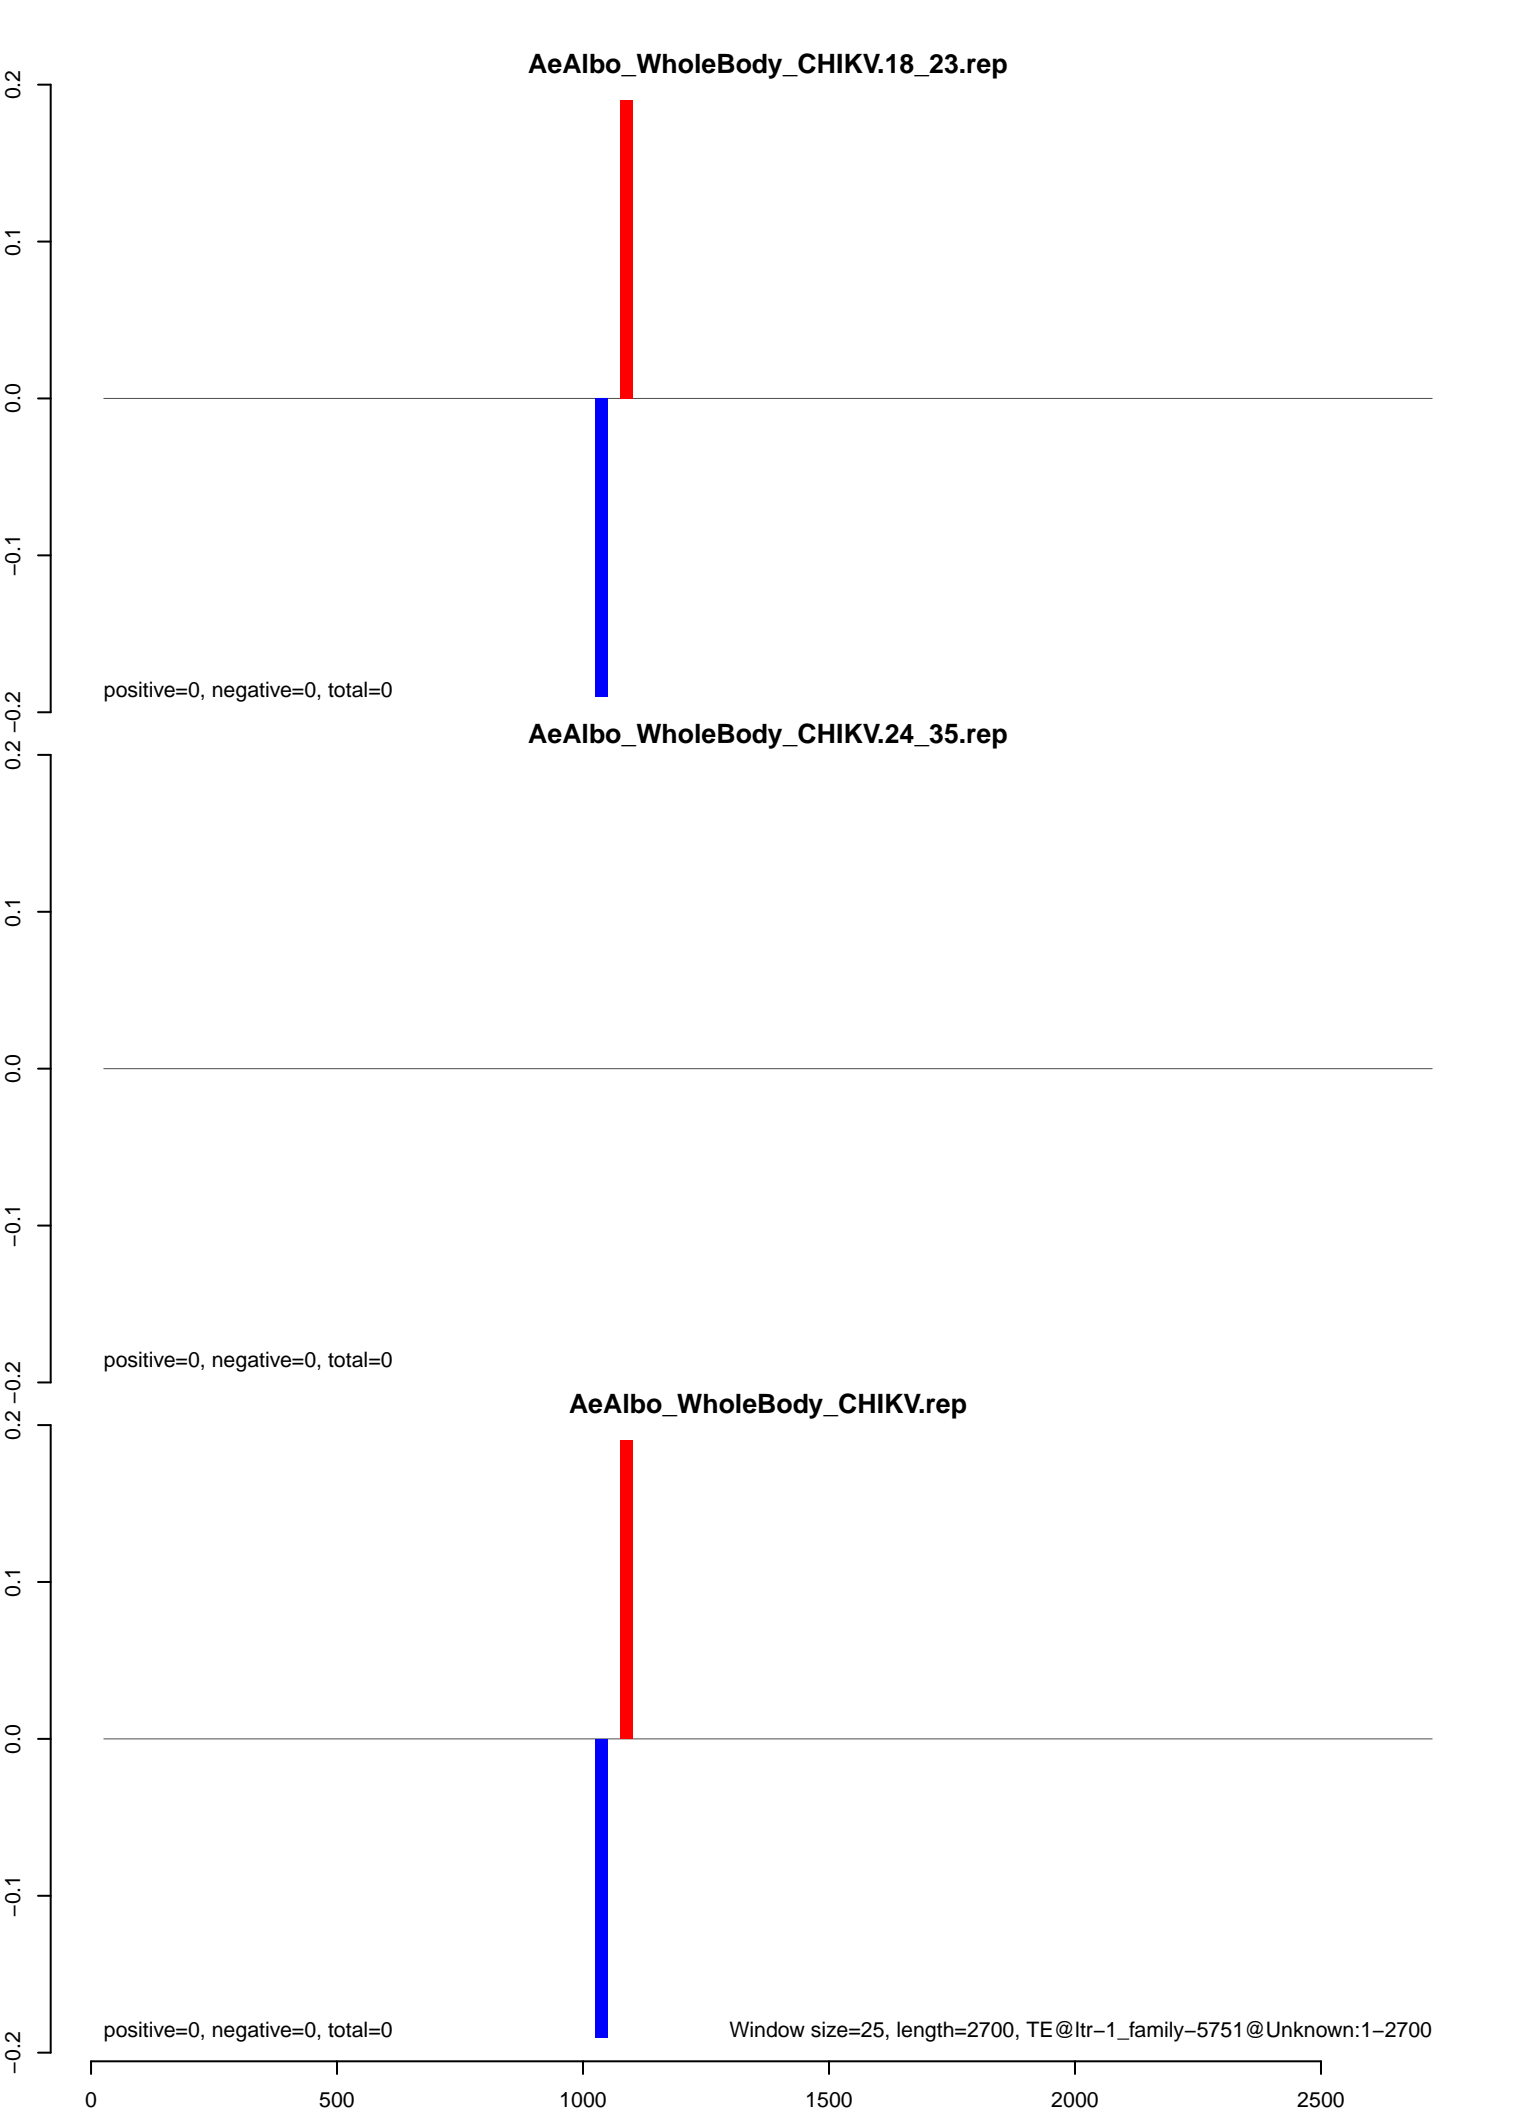 AeAlbo_WholeBody_CHIKV.18_23.rep
0.2
0.1
0.0
−0.1
−0.2
positive=0, negative=0, total=0
AeAlbo_WholeBody_CHIKV.24_35.rep
0.2
0.1
0.0
−0.1
−0.2
positive=0, negative=0, total=0
AeAlbo_WholeBody_CHIKV.rep
0.2
0.1
0.0
−0.1
−0.2
positive=0, negative=0, total=0
Window size=25, length=2700, TE@ltr−1_family−5751@Unknown:1−2700
0 500 1000 1500 2000 2500